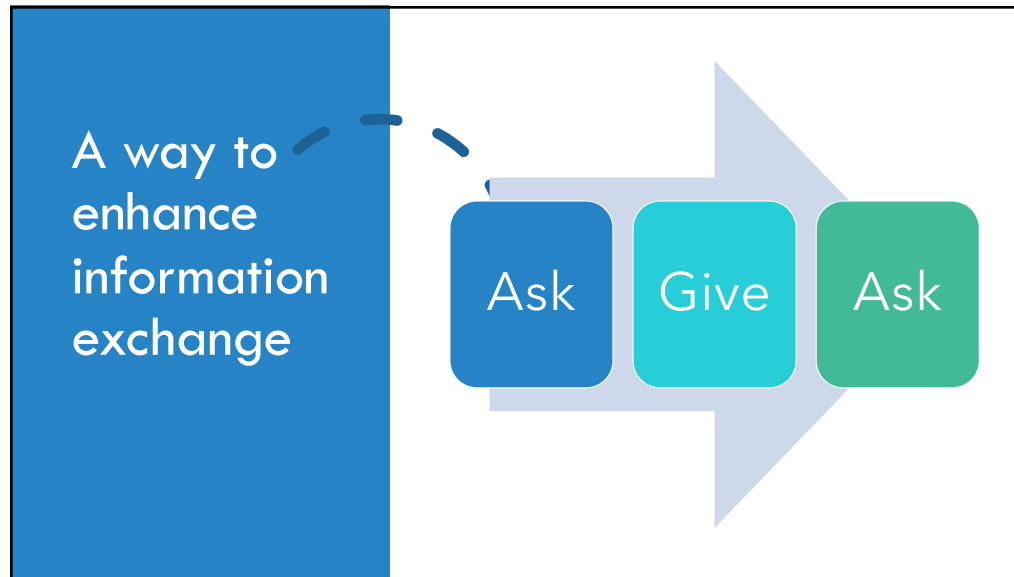 A way to
enhance
information
exchange
Ask
Give
Ask